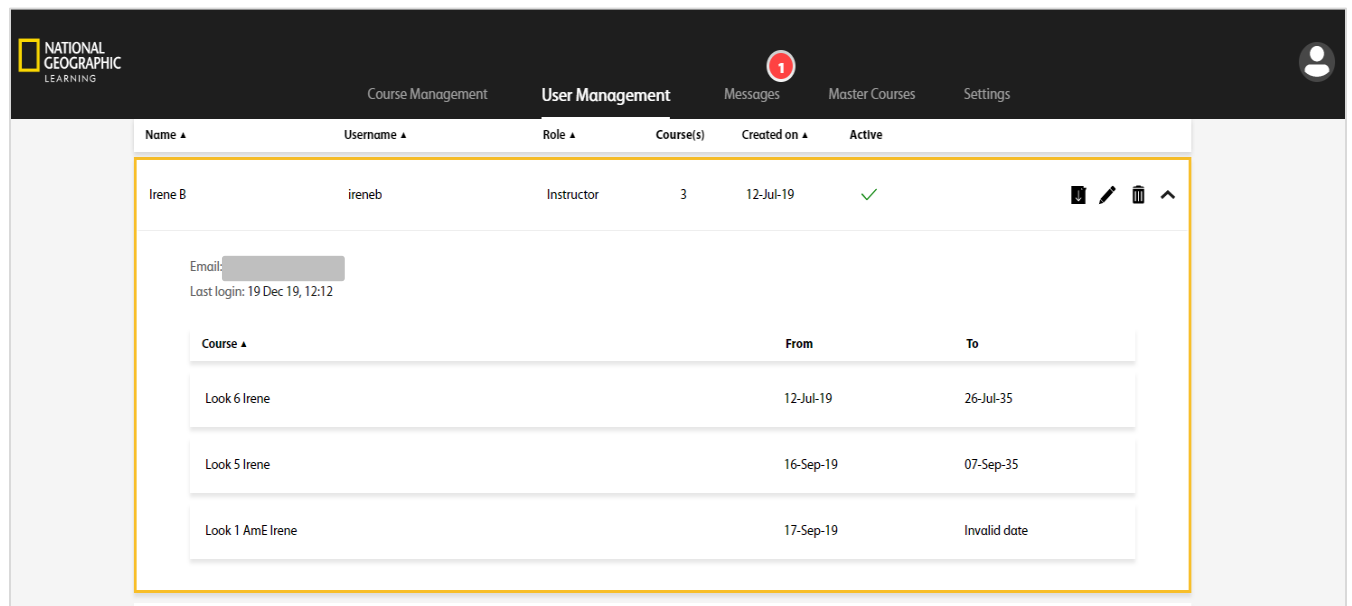 NATIONAL
GEOGRAPHIC
LEARNING
1
Course Management User Management Messages Master Courses Settings
Name ▲ Username ▲ Role ▲ Course(s) Created on ▲ Active
Irene B ireneb Instructor 3 12-Jul-19
Email:
Last login: 19 Dec 19, 12:12
Course ▲ From To
Look 6 Irene 12-Jul-19 26-Jul-35
Look 5 Irene 16-Sep-19 07-Sep-35
Look 1 AmE Irene 17-Sep-19 Invalid date